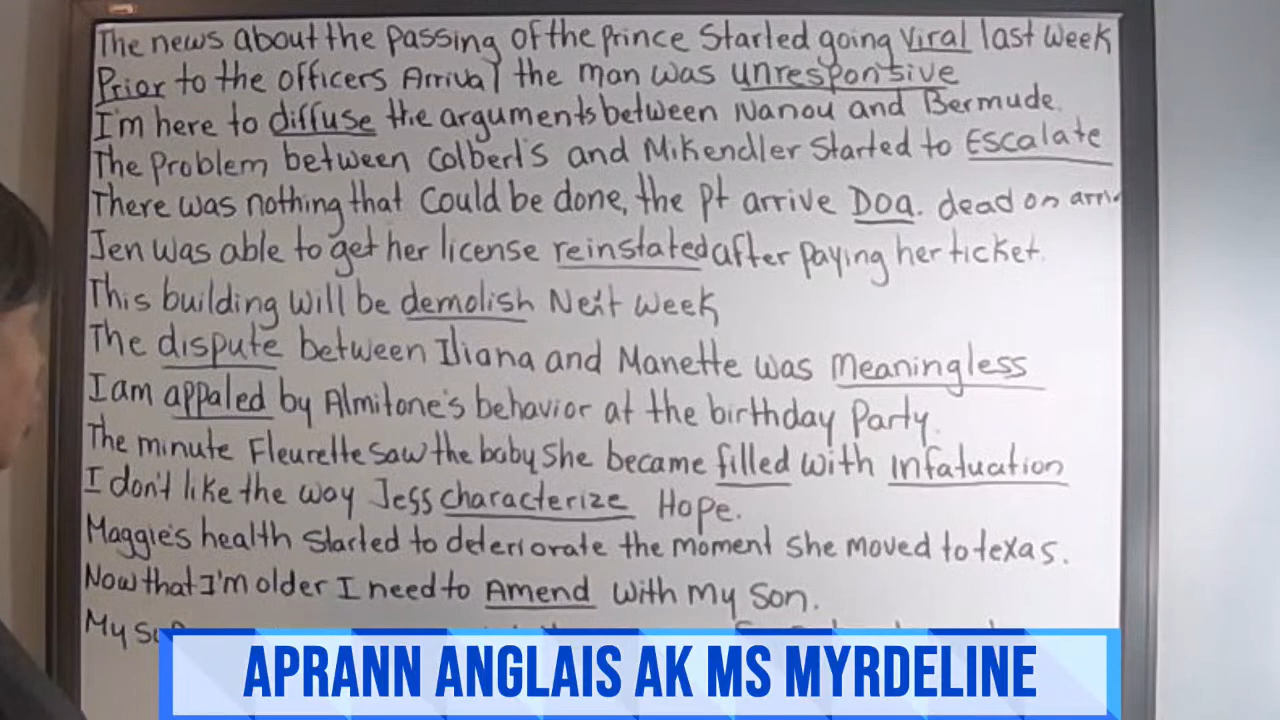 The news about the passing of the prince Started going viral last week
Prior to the officers Arrival the man was unresponsive
I'm here to diffuse the arguments between Nanou and Bermude.
The problem between Colbert's and Mikendler Started to Escalate
There was nothing that could be done, the pt arrive Doa. dead on
Jen was able to get her license reinstated after paying her ticket.
This building will be demolish Next week
The dispute between Iliana and Manette was Meaningless
I am appaled by Almitone's behavior at the birthday Party.
The minute Fleurette saw the baby she became filled with infatuation
I don't like the way Jess characterize Hope.
Maggie's health started to deteriorate the moment she moved to texas.
Now that I'm older I need to Amend with my son.
My
APRANN ANGLAIS AK MS MYRDELINE